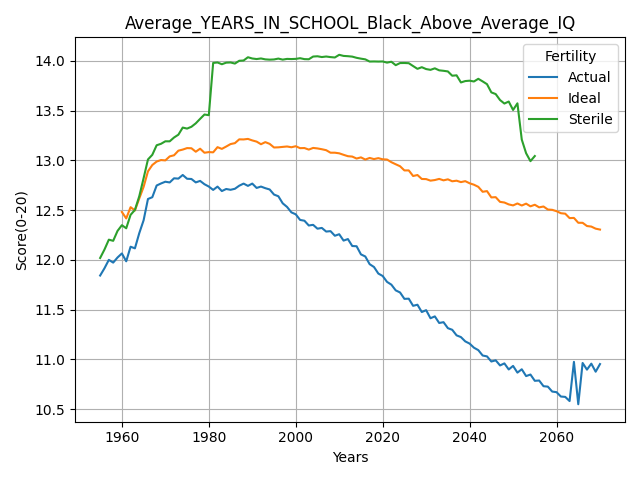 Average_YEARS_IN_SCHOOL_Black_Above_Average_IQ
Score(0-20)
14.0
13.5
13.0
12.5
12.0
11.5
11.0
10.5
Fertility
Actual
Ideal
Sterile
1960 1980 2000 2020 2040 2060
Years